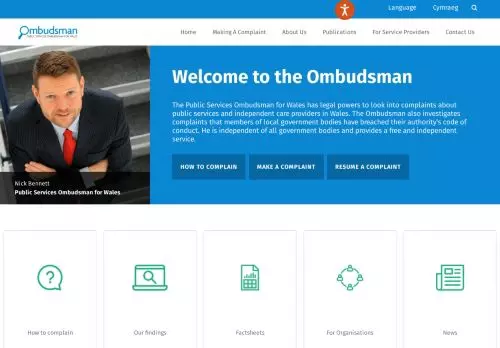 Language Cymraeg
Ombudsman
PUBLIC SERVICES OMBUDSMAN FOR WALES
Home Making A Complaint About Us Publications For Service Providers Contact Us
Welcome to the Ombudsman
The Public Services Ombudsman for Wales has legal powers to look into complaints about
public services and independent care providers in Wales. The Ombudsman also investigates
complaints that members of local government bodies have breached their authority's code of
conduct. He is independent of all government bodies and provides a free and independent
service.
HOW TO COMPLAIN MAKE A COMPLAINT RESUME A COMPLAINT
Nick Bennett
Public Services Ombudsman for Wales
How to complain Our findings Factsheets For Organisations News